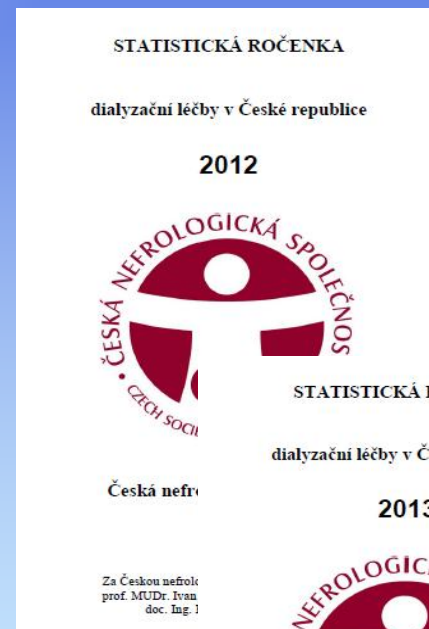 STATISTICKÁ ROČENKA
dialyzační léčby v České republice
2012
ČESKÁ NEFROLOGICKÁ SPOLEČNOS
CZECH SOCI
Česká nefro
Za Českou nefrolo
prof. MUDr. Ivan
doc. Ing.
STATISTICKÁ
dialyzační léčby v Č
2013